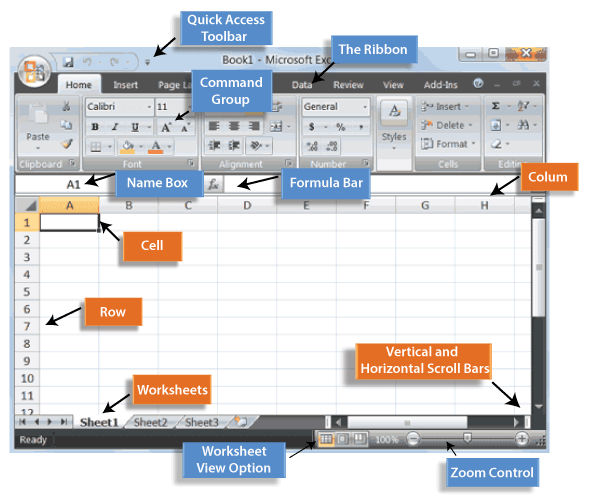 Quick Access
Toolbar
Book1 - Microsoft Exc
The Ribbon
Home Insert Page La Data Review View Add-Ins
Command
Group
Calibri 11 General Insert Σ
Paste B I U A A $ % , Styles Delete
Format
Clipboard Font Alignment Number Cells Editin
A1 Name Box fx Formula Bar
Colum
A B C D E F G H
1
Cell
2
3
4
5
6
Row
7
8
9
Vertical and
Horizontal Scroll Bars
10
Worksheets
11
12
Sheet1 Sheet2 Sheet3
Ready 100%
Worksheet
View Option
Zoom Control